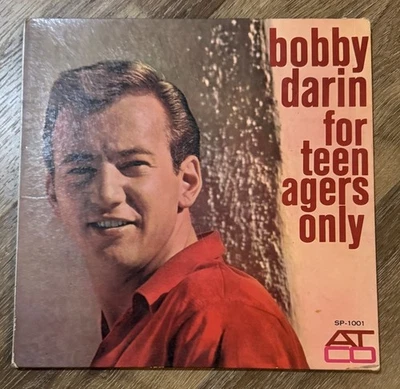 bobby
darin
for
teen
agers
only
SP-1001
ATCO